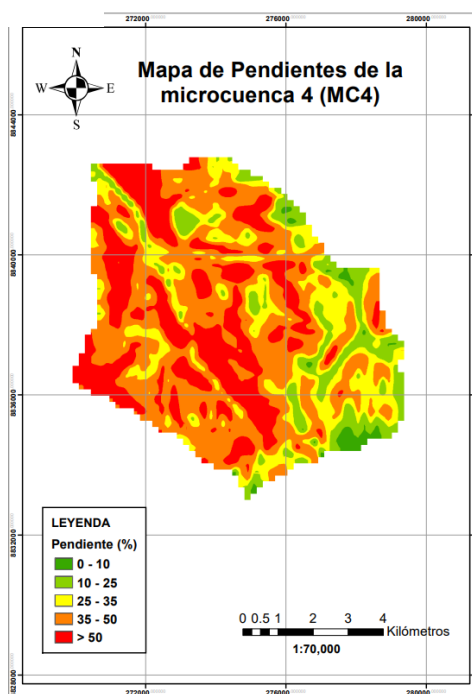 272000 276000 280000
N
W E
S
Mapa de Pendientes de la
microcuenca 4 (MC4)
8844000
8840000
8836000
8832000
8828000
LEYENDA
Pendiente (%)
0 - 10
10 - 25
25 - 35
35 - 50
> 50
0 0.5 1 2 3 4
Kilómetros
1:70,000
272000 276000 280000